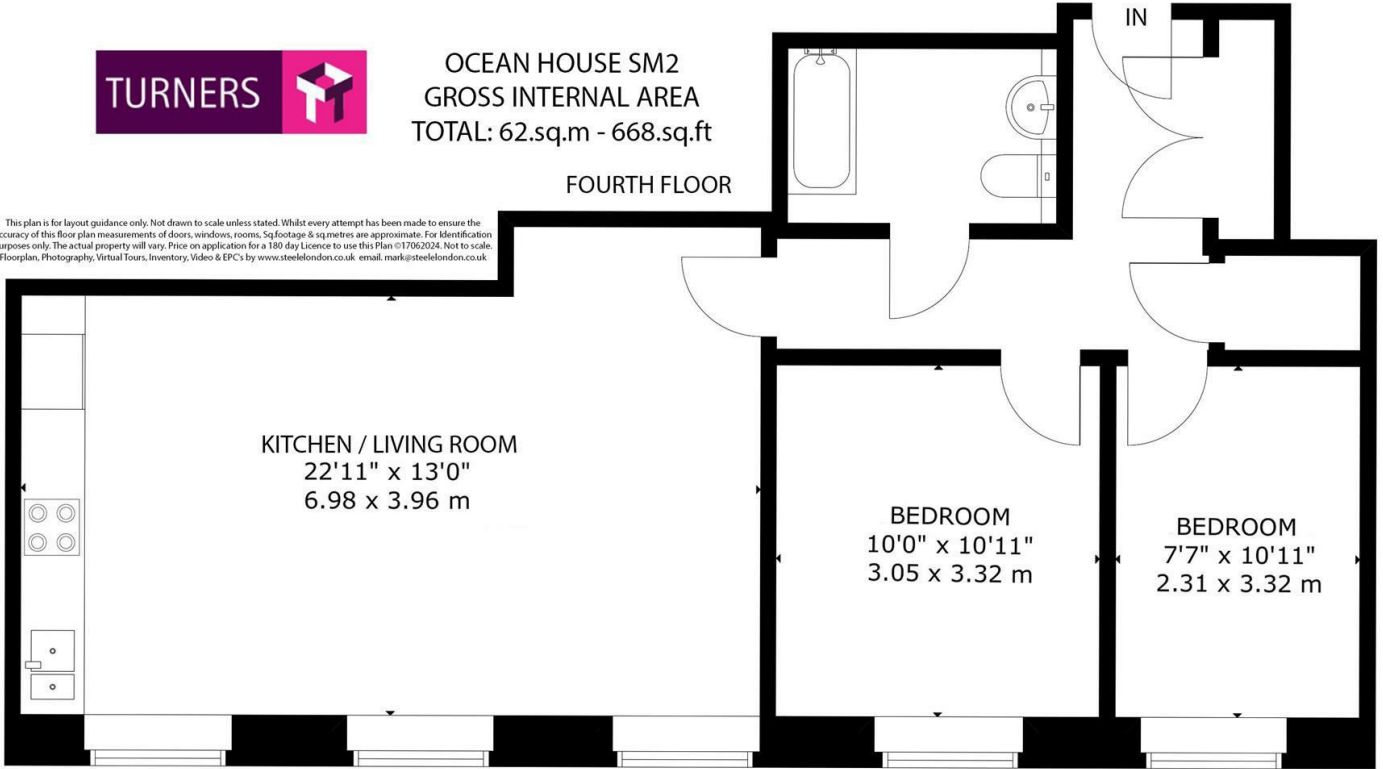 TURNERS
OCEAN HOUSE SM2
GROSS INTERNAL AREA
TOTAL: 62.sq.m - 668.sq.ft
FOURTH FLOOR
This plan is for layout guidance only. Not drawn to scale unless stated. Whilst every attempt has been made to ensure the
ccuracy of this floor plan measurements of doors, windows, rooms, Sq.footage & sq.metres are approximate. For Identification
urposes only. The actual property will vary. Price on application for a 180 day Licence to use this Plan ©17062024. Not to scale.
Floorplan, Photography, Virtual Tours, Inventory, Video & EPC's by www.steelelondon.co.uk email. mark@steelelondon.co.uk
IN
KITCHEN / LIVING ROOM
22'11" x 13'0"
6.98 x 3.96 m
BEDROOM
10'0" x 10'11"
3.05 x 3.32 m
BEDROOM
7'7" x 10'11"
2.31 x 3.32 m